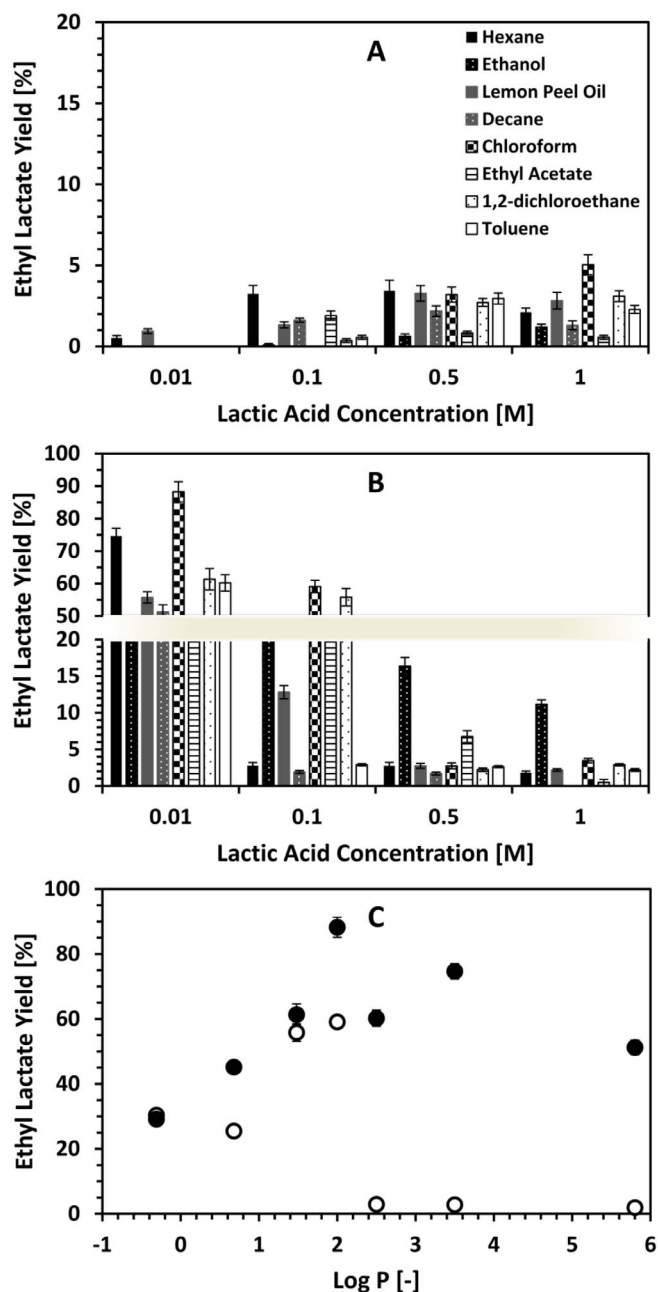 A
Hexane
Ethanol
Lemon Peel Oil
Decane
Chloroform
Ethyl Acetate
1,2-dichloroethane
Toluene
20
15
10
5
0
Ethyl Lactate Yield [%]
0.01 0.1 0.5 1
Lactic Acid Concentration [M]
B
100
90
80
70
60
50
20
15
10
5
0
Ethyl Lactate Yield [%]
0.01 0.1 0.5 1
Lactic Acid Concentration [M]
C
100
80
60
40
20
0
Ethyl Lactate Yield [%]
-1 0 1 2 3 4 5 6
Log P [-]